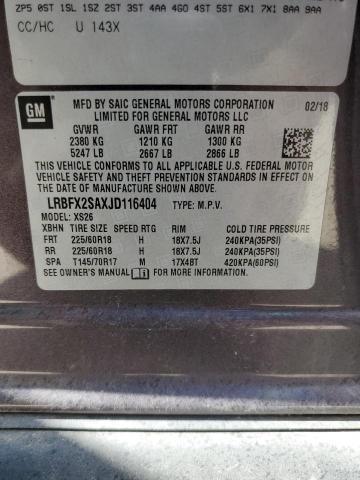 ZP5 0ST 1SL 1SZ 2ST 3ST 4AA 4GO 4ST 5ST 6X1 7X1 8AA 9AA
CC/HC U 143X
GM
MFD BY SAIC GENERAL MOTORS CORPORATION 02/18
LIMITED FOR GENERAL MOTORS LLC
GVWR GAWR FRT GAWR RR
2380 KG 1210 KG 1300 KG
5247 LB 2667 LB 2866 LB
THIS VEHICLE CONFORMS TO ALL APPLICABLE U.S. FEDERAL MOTOR
VEHICLE SAFETY AND THEFT PREVENTION STANDARDS IN EFFECT ON
THE DATE OF MANUFACTURE SHOWN ABOVE.
LRBFX2SAXJD116404 TYPE: M.P.V.
MODEL: XS26
XBHN TIRE SIZE SPEED RTG RIM COLD TIRE PRESSURE
FRT 225/60R18 H 18X7.5J 240KPA(35PSI)
RR 225/60R18 H 18X7.5J 240KPA(35PSI)
SPA T145/70R17 M 17X4BT 420KPA(60PSI)
SEE OWNER'S MANUAL FOR MORE INFORMATION.